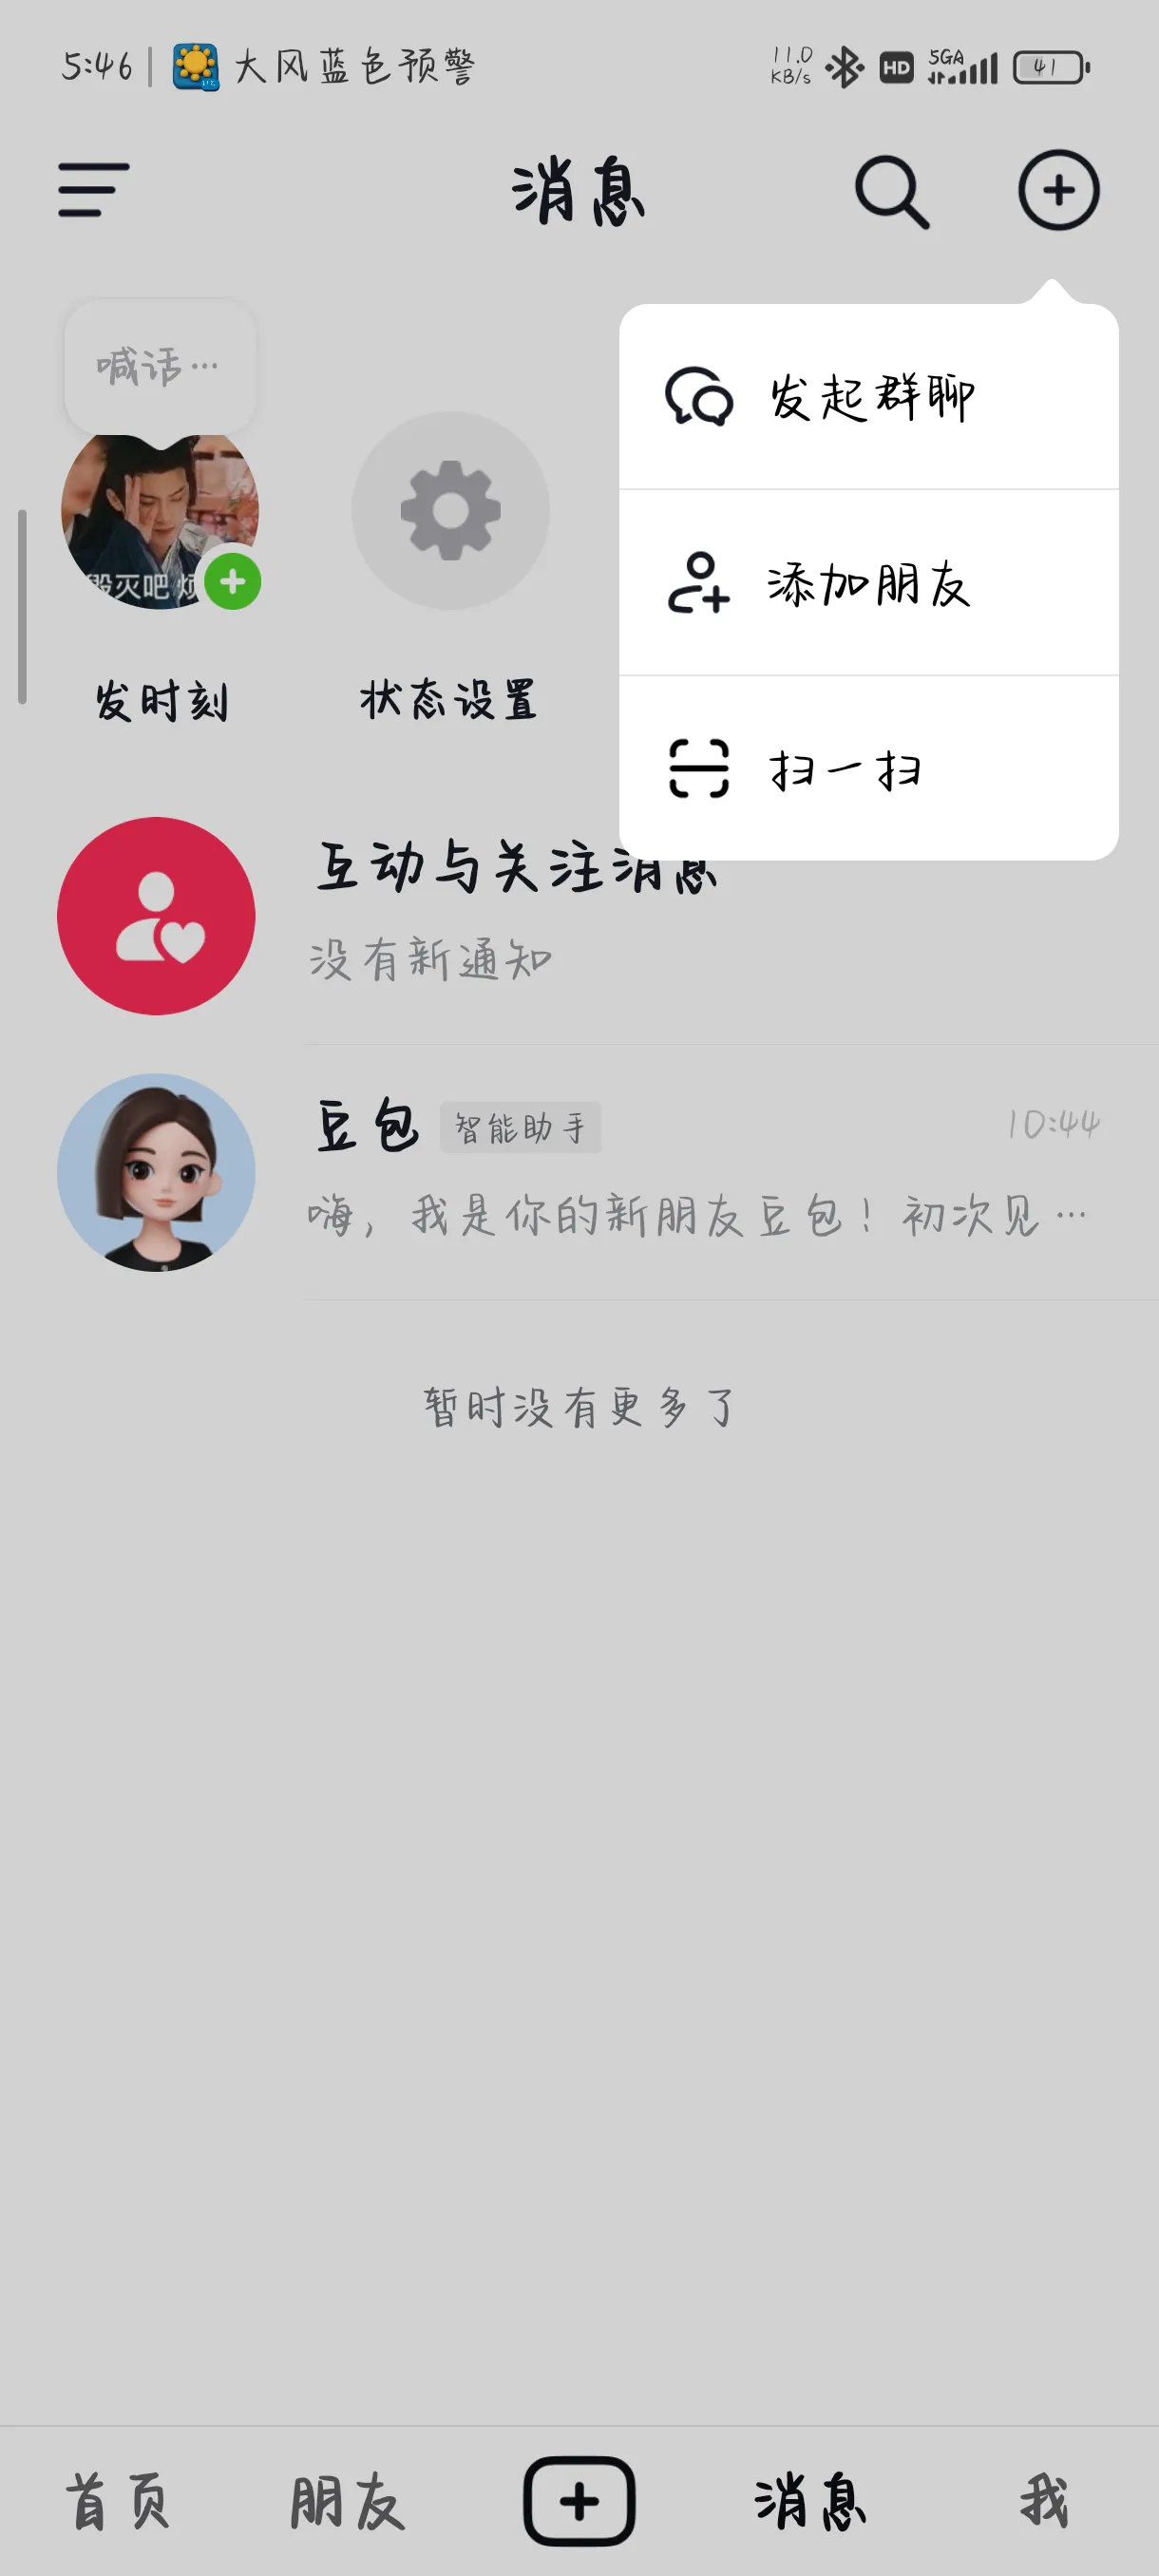 5:46 大风蓝色预警 11.0 KB/s HD 5GA 41
消息
喊话…
发起群聊
添加朋友
扫一扫
毁灭吧 烦
发时刻
状态设置
互动与关注消息
没有新通知
豆包 智能助手 10:44
嗨，我是你的新朋友豆包！初次见…
暂时没有更多了
首页 朋友 消息 我